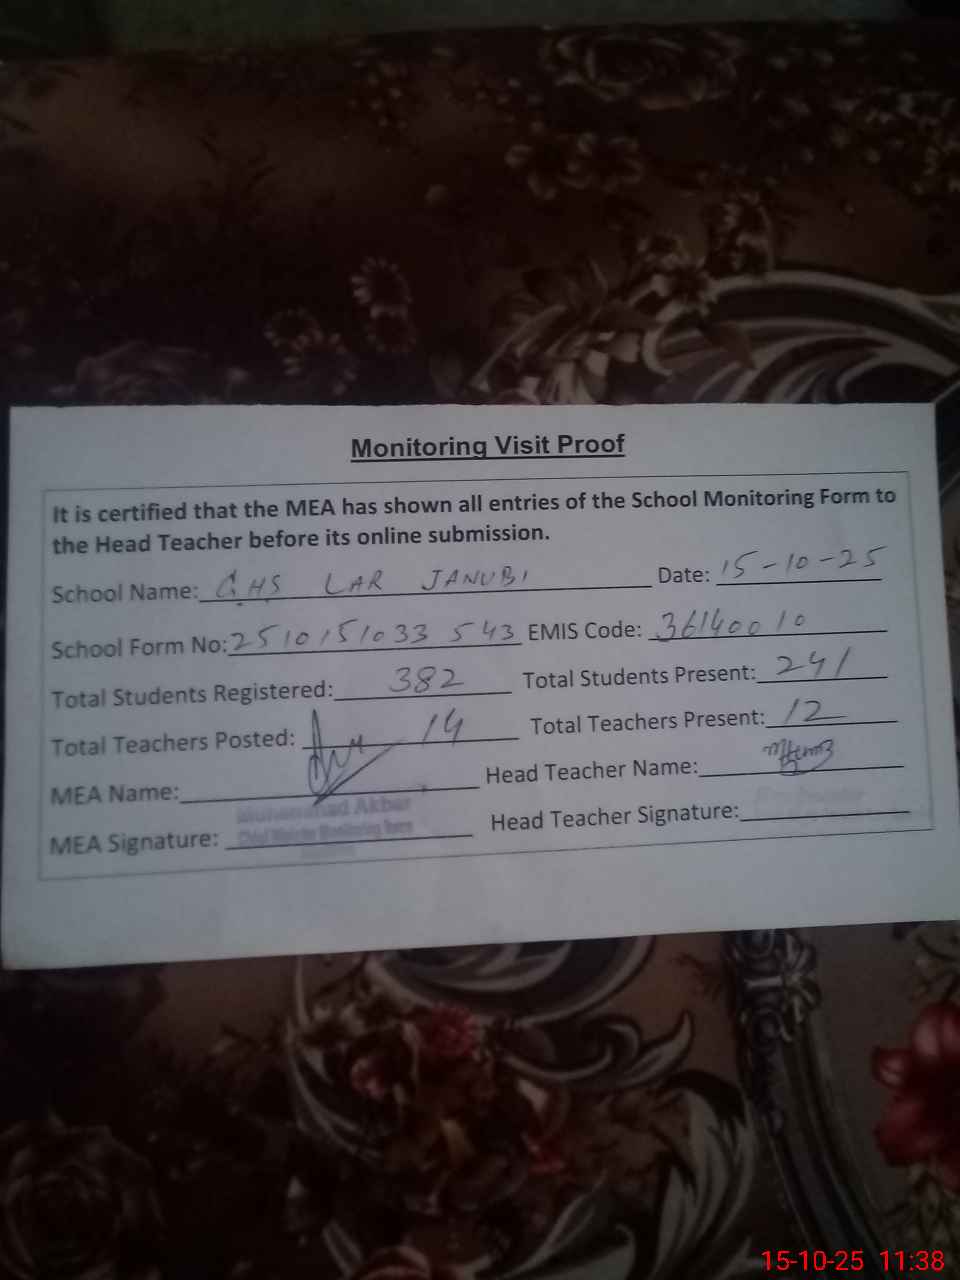 Monitoring Visit Proof
It is certified that the MEA has shown all entries of the School Monitoring Form to
the Head Teacher before its online submission.
School Name: GHS LAR JANUBI Date: 15-10-25
School Form No: 2510151033543 EMIS Code: 36140010
Total Students Registered: 382 Total Students Present: 241
Total Teachers Posted: 14 Total Teachers Present: 12
MEA Name: Head Teacher Name:
Muhammad Akbar
MEA Signature: Head Teacher Signature:
15-10-25 11:38